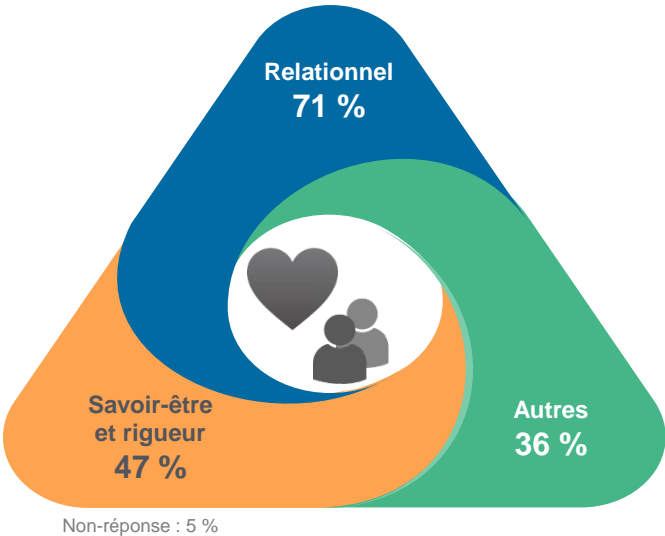 Relationnel
71 %
Savoir-être
et rigueur
47 %
Autres
36 %
Non-réponse : 5 %